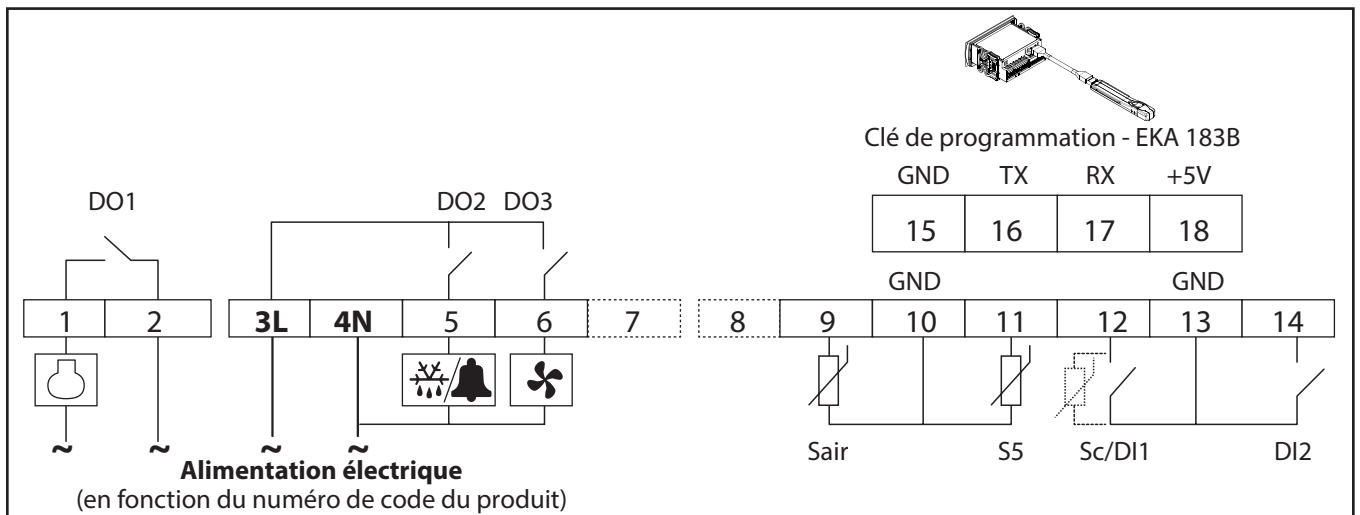 Clé de programmation - EKA 183B
GND TX RX +5V
15 16 17 18
DO1 DO2 DO3
GND GND
1 2 3L 4N 5 6 7 8 9 10 11 12 13 14
~ ~ ~ ~
Sair S5 Sc/DI1 DI2
Alimentation électrique
(en fonction du numéro de code du produit)